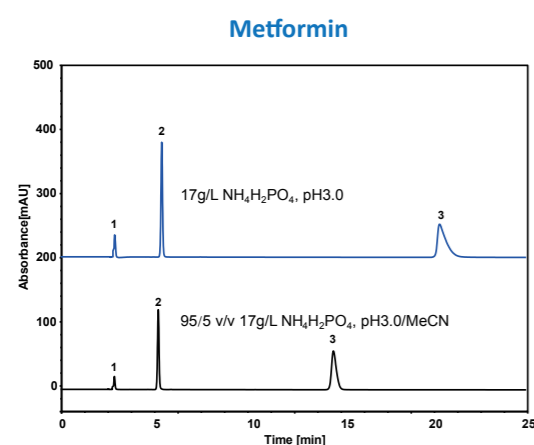 Metformin
500
400
300
200
100
0
Absorbance[mAU]
1
2
3
17g/L NH₄H₂PO₄, pH3.0
1
2
3
95/5 v/v 17g/L NH₄H₂PO₄, pH3.0/MeCN
0 5 10 15 20 25
Time [min]